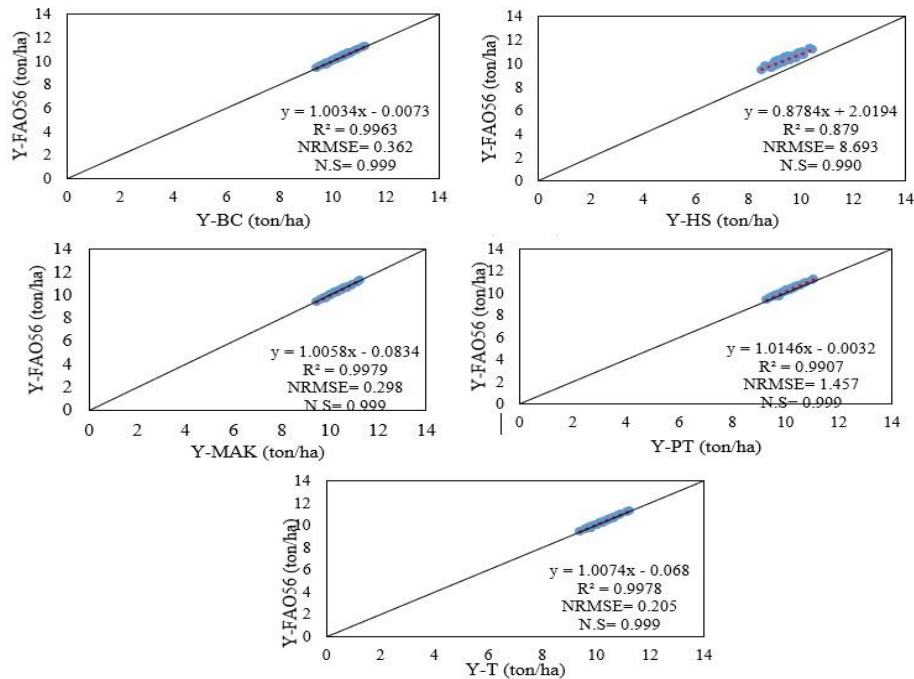 14
12
10
8
6
4
2
0
Y-FAO56 (ton/ha)
y = 1.0034x - 0.0073
R² = 0.9963
NRMSE= 0.362
N.S= 0.999
0 2 4 6 8 10 12 14
Y-BC (ton/ha)
14
12
10
8
6
4
2
0
Y-FAO56 (ton/ha)
y = 0.8784x + 2.0194
R² = 0.879
NRMSE= 8.693
N.S= 0.990
0 2 4 6 8 10 12 14
Y-HS (ton/ha)
14
12
10
8
6
4
2
0
Y-FAO56 (ton/ha)
y = 1.0058x - 0.0834
R² = 0.9979
NRMSE= 0.298
N.S= 0.999
0 2 4 6 8 10 12 14
Y-MAK (ton/ha)
14
12
10
8
6
4
2
0
Y-FAO56 (ton/ha)
y = 1.0146x - 0.0032
R² = 0.9907
NRMSE= 1.457
N.S= 0.999
0 2 4 6 8 10 12 14
Y-PT (ton/ha)
14
12
10
8
6
4
2
0
Y-FAO56 (ton/ha)
y = 1.0074x - 0.068
R² = 0.9978
NRMSE= 0.205
N.S= 0.999
0 2 4 6 8 10 12 14
Y-T (ton/ha)